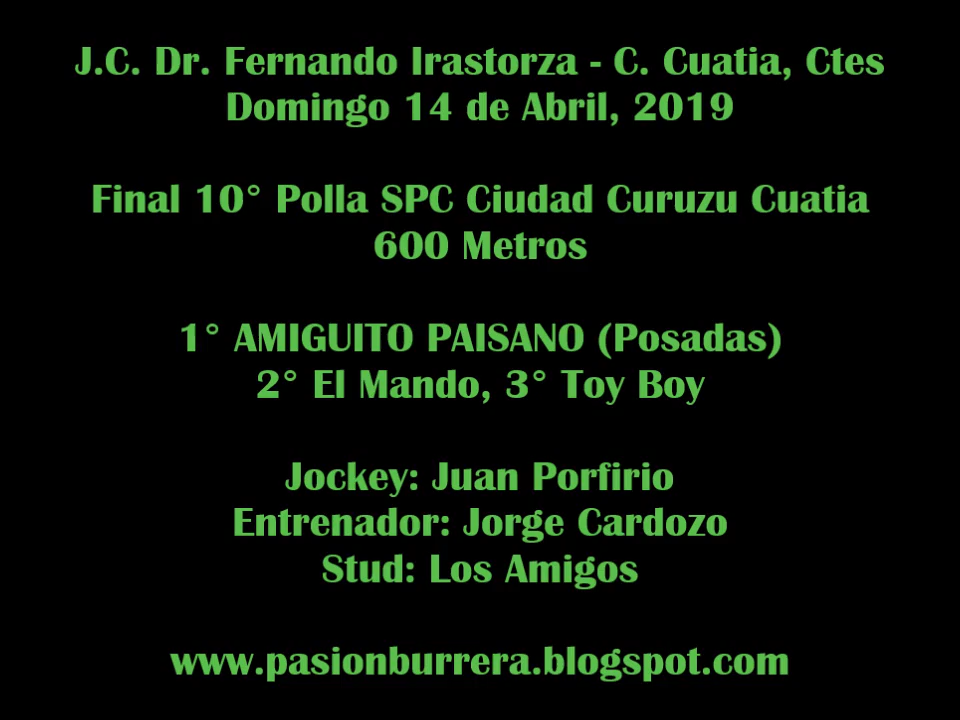 J.C. Dr. Fernando Irastorza - C. Cuatia, Ctes
Domingo 14 de Abril, 2019
Final 10° Polla SPC Ciudad Curuzu Cuatia
600 Metros
1° AMIGUITO PAISANO (Posadas)
2° El Mando, 3° Toy Boy
Jockey: Juan Porfirio
Entrenador: Jorge Cardozo
Stud: Los Amigos
www.pasionburrera.blogspot.com